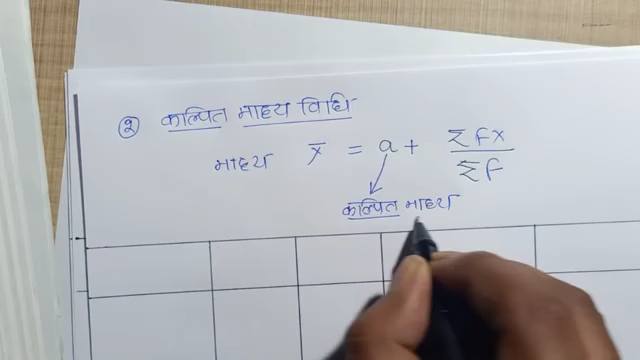 ② कल्पित माध्य विधि
माध्य x̄ = a + Σfx / Σf
कल्पित माध्य